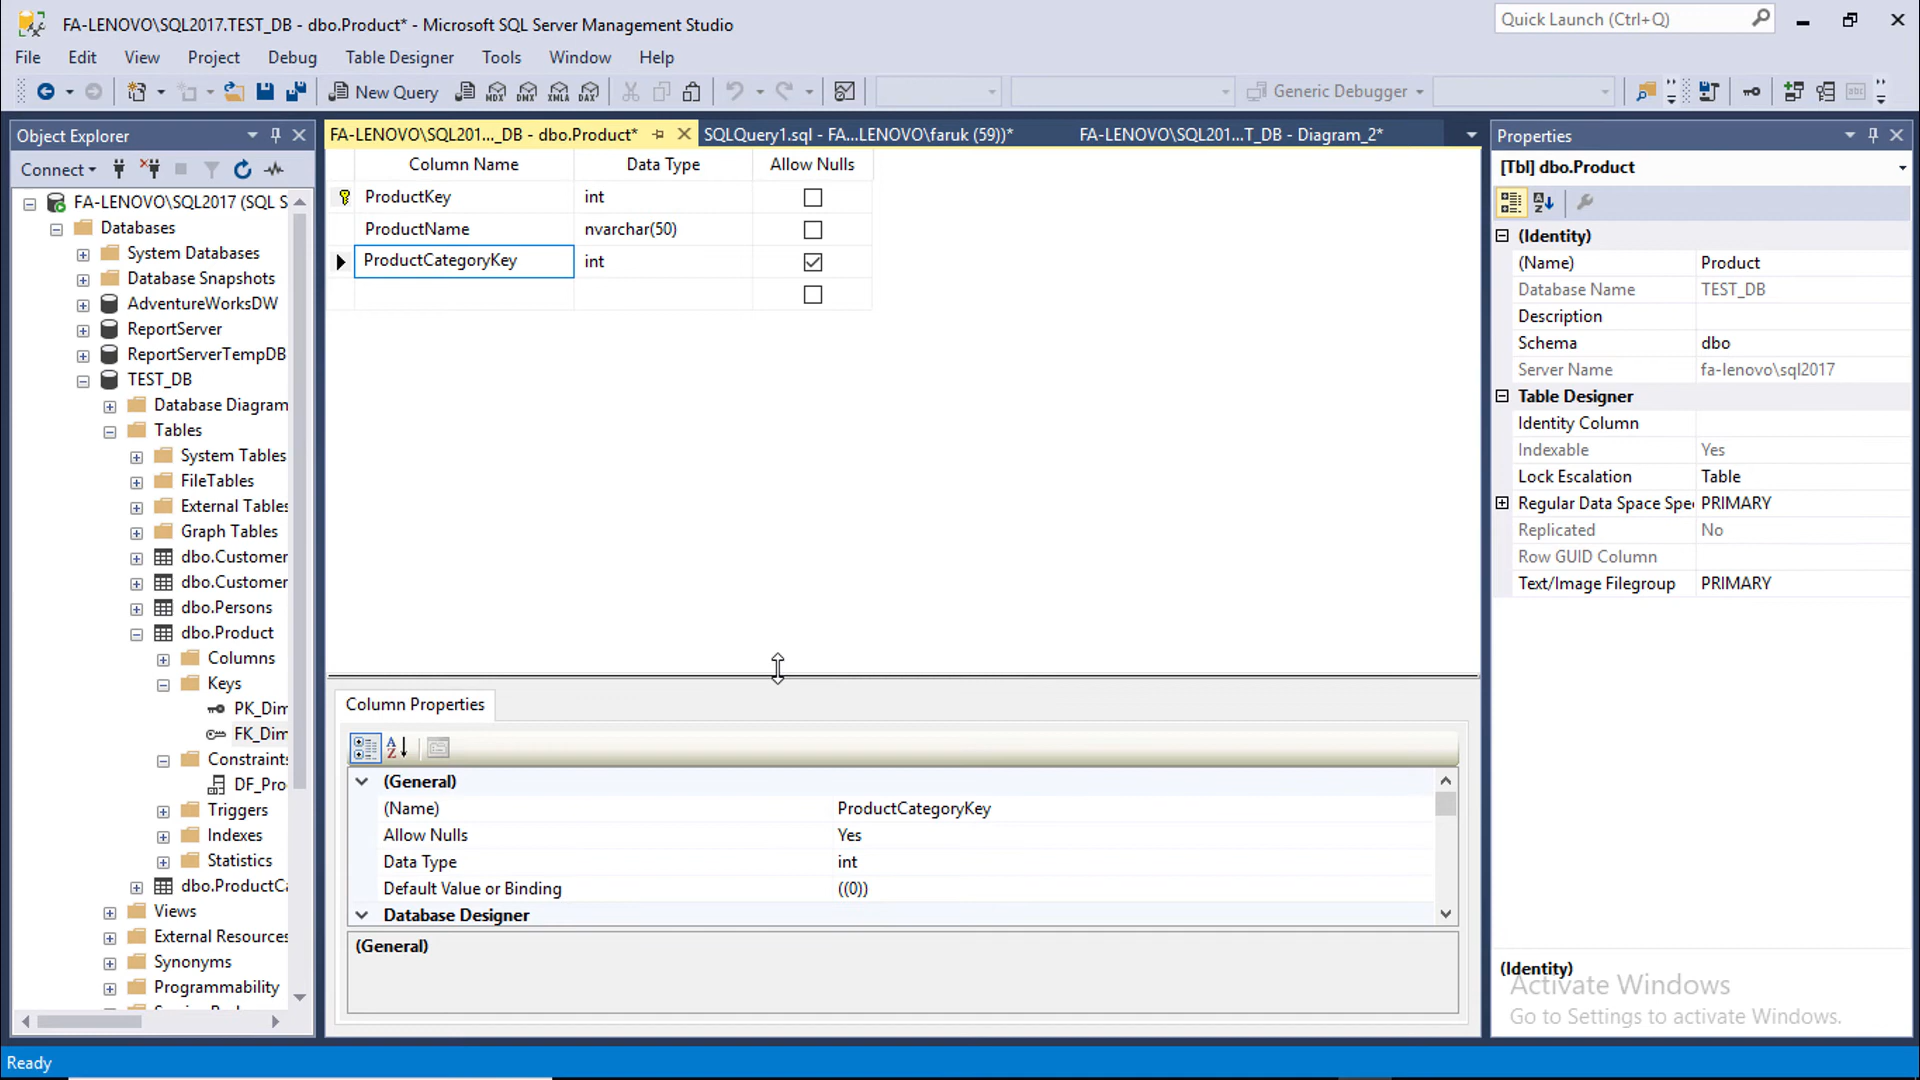 FA-LENOVO\SQL2017.TEST_DB - dbo.Product* - Microsoft SQL Server Management Studio
Quick Launch (Ctrl+Q)
File Edit View Project Debug Table Designer Tools Window Help
New Query
MDX DMX XMLA DAX
Generic Debugger
Object Explorer
Connect
FA-LENOVO\SQL2017 (SQL S
Databases
System Databases
Database Snapshots
AdventureWorksDW
ReportServer
ReportServerTempDB
TEST_DB
Database Diagram
Tables
System Tables
FileTables
External Tables
Graph Tables
dbo.Customer
dbo.Customer
dbo.Persons
dbo.Product
Columns
Keys
PK_Dim
FK_Dim
Constraints
DF_Pro
Triggers
Indexes
Statistics
dbo.ProductCa
Views
External Resources
Synonyms
Programmability
FA-LENOVO\SQL201..._DB - dbo.Product*
SQLQuery1.sql - FA...LENOVO\faruk (59))*
FA-LENOVO\SQL201...T_DB - Diagram_2*
Column Name Data Type Allow Nulls
ProductKey int
ProductName nvarchar(50)
ProductCategoryKey int
Column Properties
(General)
(Name) ProductCategoryKey
Allow Nulls Yes
Data Type int
Default Value or Binding ((0))
Database Designer
(General)
Properties
[Tbl] dbo.Product
(Identity)
(Name) Product
Database Name TEST_DB
Description
Schema dbo
Server Name fa-lenovo\sql2017
Table Designer
Identity Column
Indexable Yes
Lock Escalation Table
Regular Data Space Spec PRIMARY
Replicated No
Row GUID Column
Text/Image Filegroup PRIMARY
(Identity)
Activate Windows
Go to Settings to activate Windows.
Ready